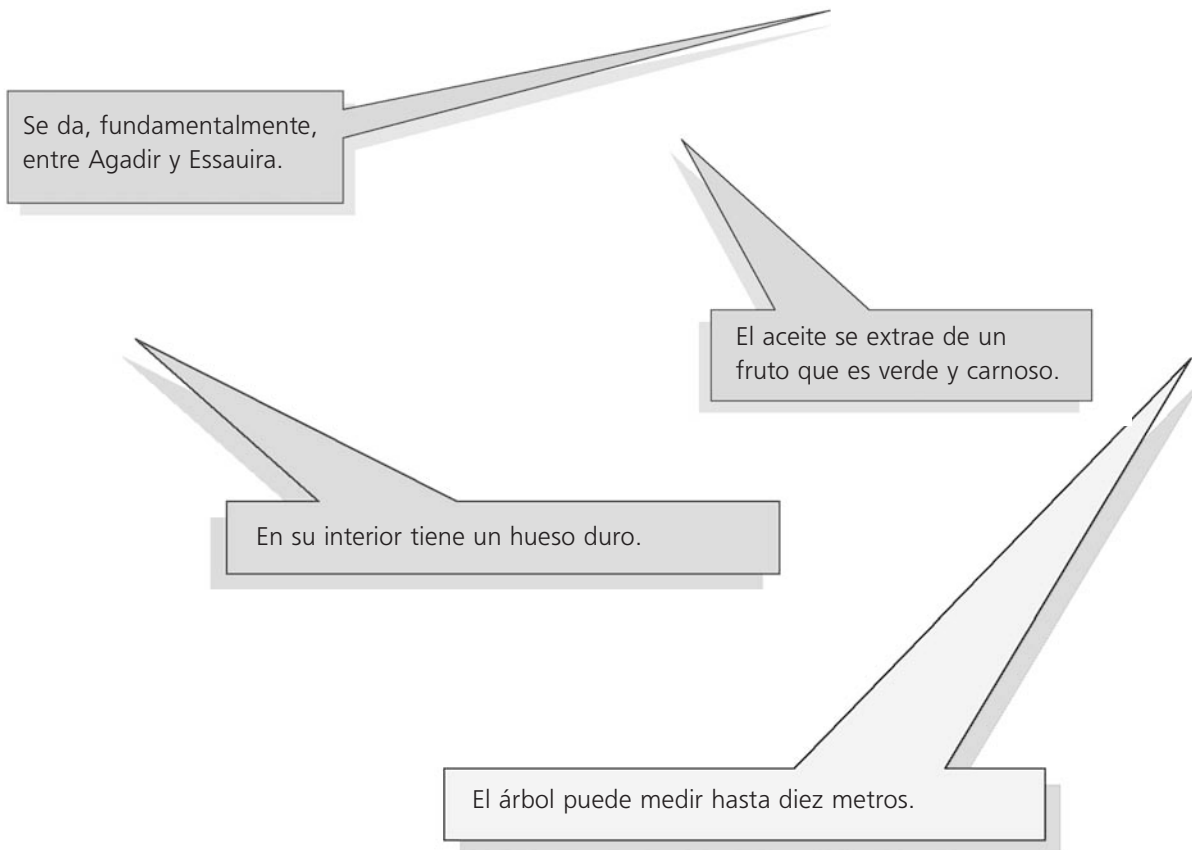 Se da, fundamentalmente,
entre Agadir y Essauira.
El aceite se extrae de un
fruto que es verde y carnoso.
En su interior tiene un hueso duro.
El árbol puede medir hasta diez metros.